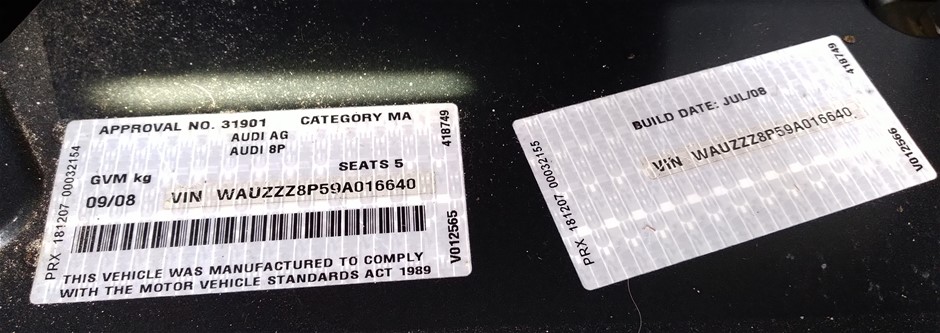 APPROVAL NO. 31901 CATEGORY MA
AUDI AG
AUDI 8P
SEATS 5
GVM kg
09/08 VIN WAUZZZ8P59A016640
THIS VEHICLE WAS MANUFACTURED TO COMPLY
WITH THE MOTOR VEHICLE STANDARDS ACT 1989
PRX 181207 00032154
418749
V012565
BUILD DATE: JUL/08
VIN WAUZZZ8P59A016640
PRX 181207 00032155
418749
V012566